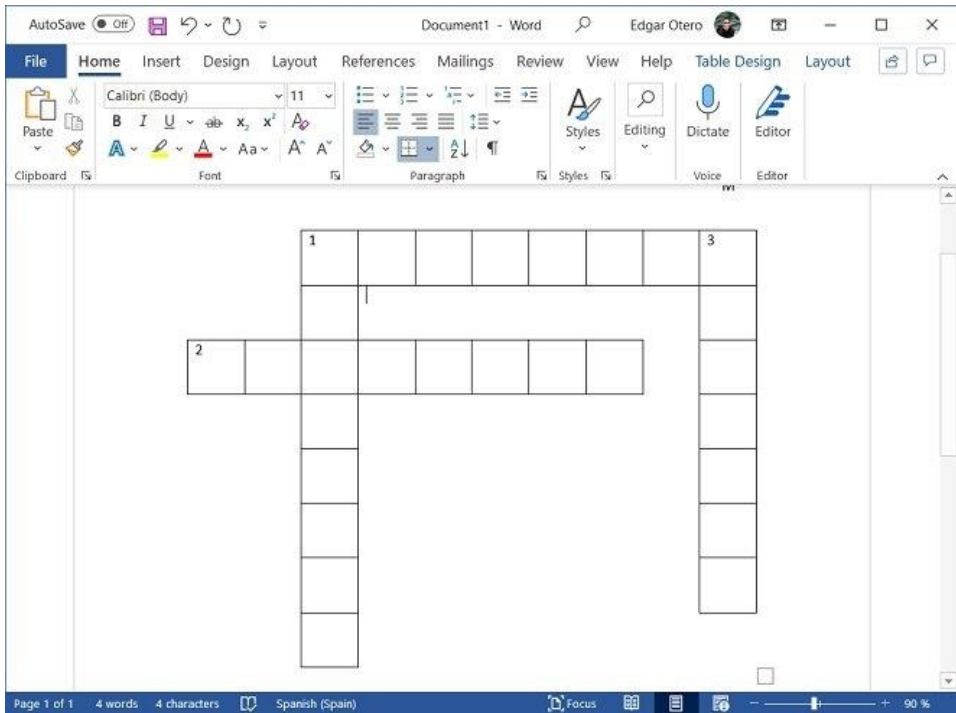 AutoSave Off Document1 - Word Edgar Otero
File Home Insert Design Layout References Mailings Review View Help Table Design Layout
Calibri (Body) 11
Paste B I U ab x₂ x² A Styles Editing Dictate Editor
A A Aa A A
Clipboard Font Paragraph Styles Voice Editor
M
1 3
2
Page 1 of 1 4 words 4 characters Spanish (Spain) Focus 90 %